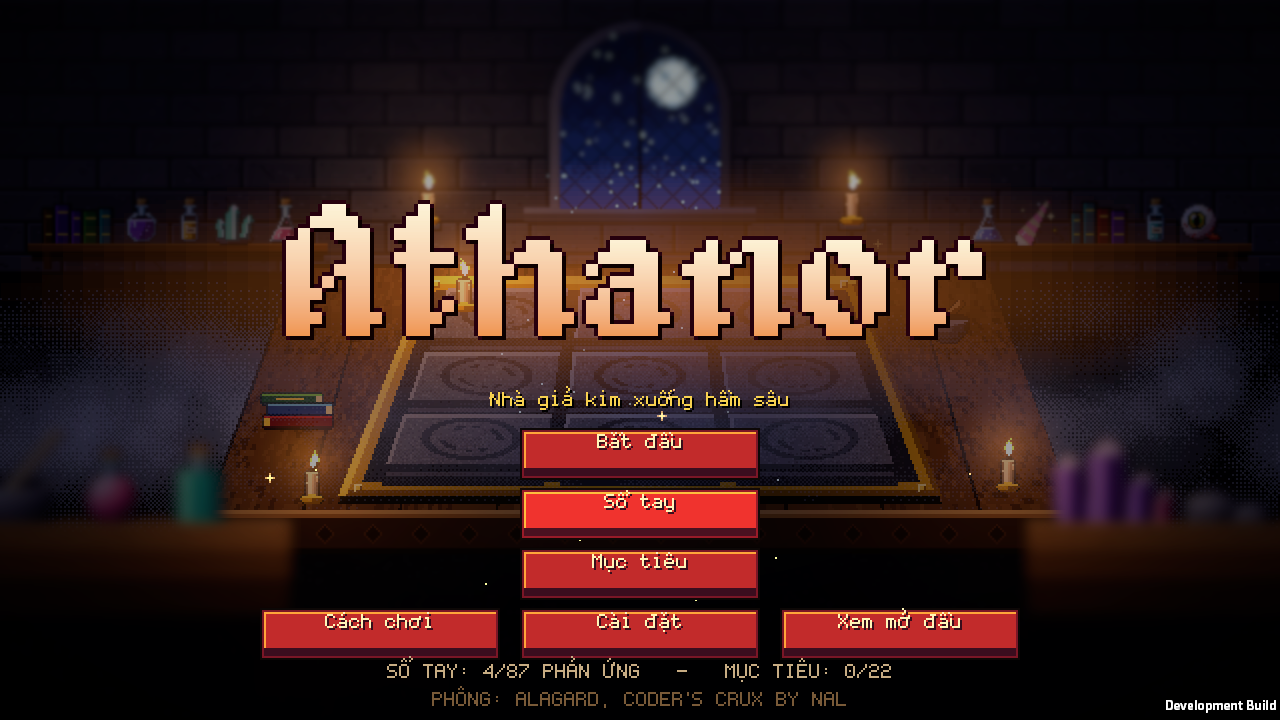 Athanor
Nhà giả kim xuống hầm sâu
Bắt đầu
Sổ tay
Mục tiêu
Cách chơi
Cài đặt
Xem mở đầu
SỔ TAY: 4/87 PHẢN ỨNG – MỤC TIÊU: 0/22
PHÔNG: ALAGARD, CODER'S CRUX BY NAL
Development Build